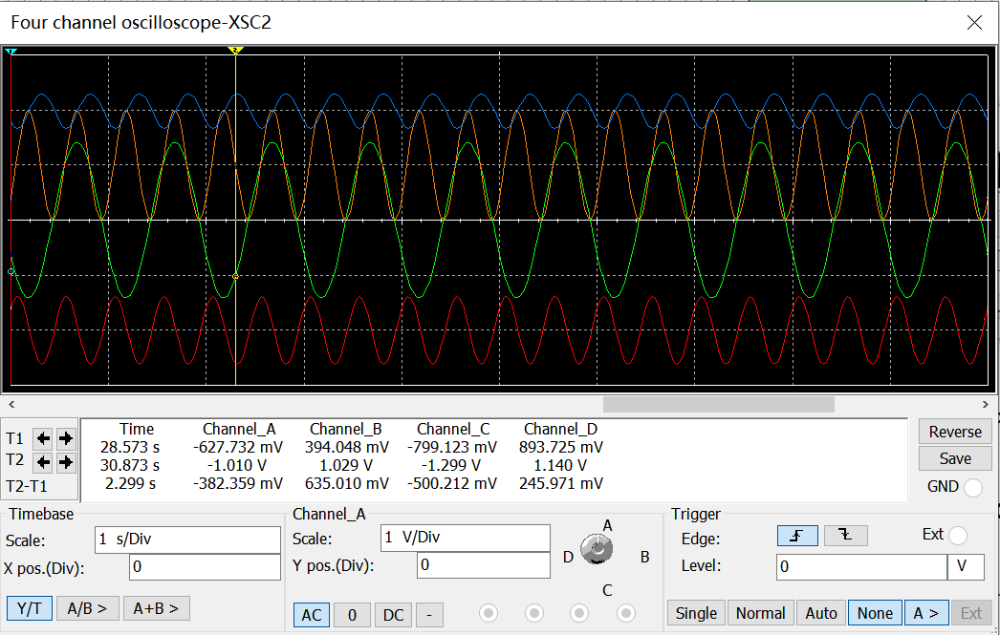 Four channel oscilloscope-XSC2
1
2
Time Channel_A Channel_B Channel_C Channel_D
T1 28.573 s -627.732 mV 394.048 mV -799.123 mV 893.725 mV
T2 30.873 s -1.010 V 1.029 V -1.299 V 1.140 V
T2-T1 2.299 s -382.359 mV 635.010 mV -500.212 mV 245.971 mV
Reverse
Save
GND
Timebase
Scale: 1 s/Div
X pos.(Div): 0
Y/T A/B > A+B >
Channel_A
Scale: 1 V/Div
Y pos.(Div): 0
AC 0 DC -
A
D B
C
Trigger
Edge: Ext
Level: 0 V
Single Normal Auto None A > Ext